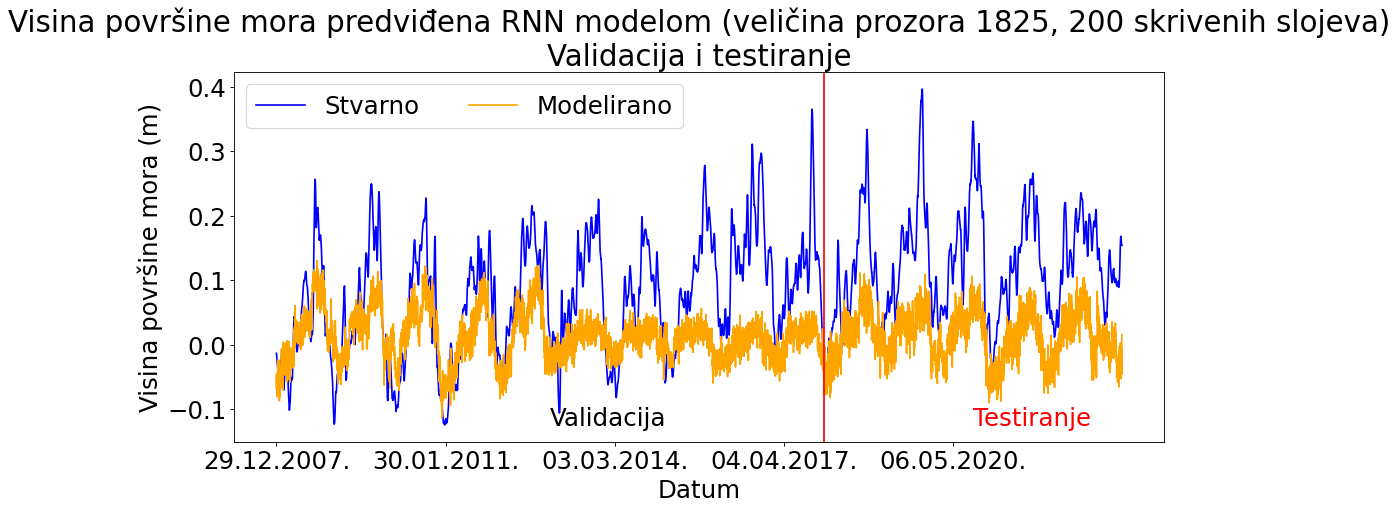 Visina površine mora predviđena RNN modelom (veličina prozora 1825, 200 skrivenih slojeva)
Validacija i testiranje
Stvarno
Modelirano
Visina površine mora (m)
0.4
0.3
0.2
0.1
0.0
−0.1
Validacija
Testiranje
29.12.2007.
30.01.2011.
03.03.2014.
04.04.2017.
06.05.2020.
Datum